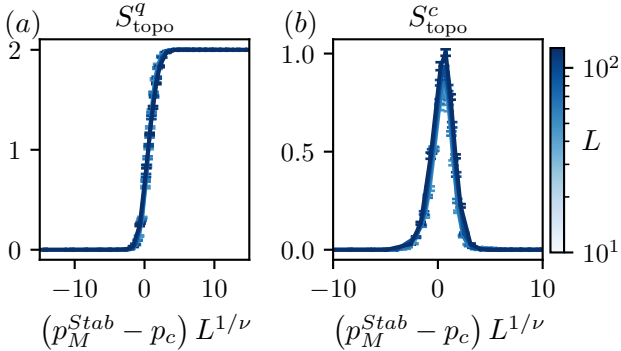 (a) S^q_topo (b) S^c_topo
2 1 0
1.0 0.5 0.0
10^2 L 10^1
−10 0 10
−10 0 10
(p_M^{Stab} − p_c) L^{1/ν} (p_M^{Stab} − p_c) L^{1/ν}